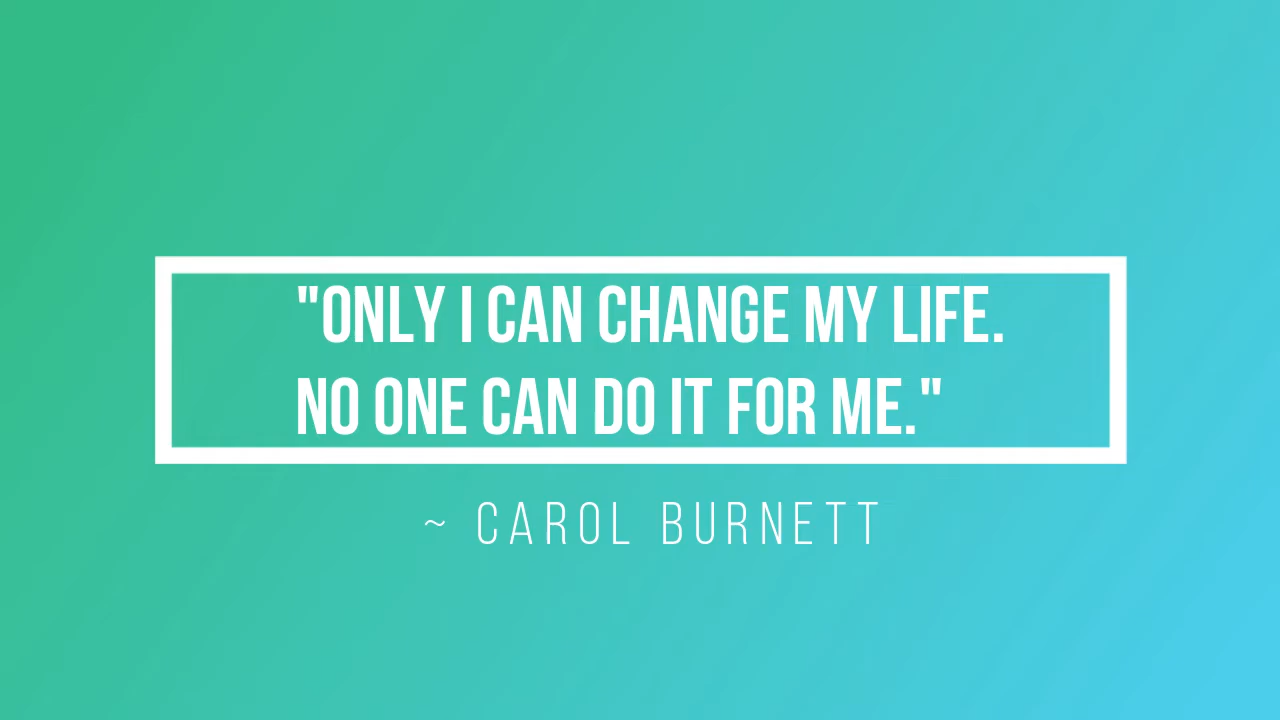 "ONLY I CAN CHANGE MY LIFE.
NO ONE CAN DO IT FOR ME."
~ CAROL BURNETT